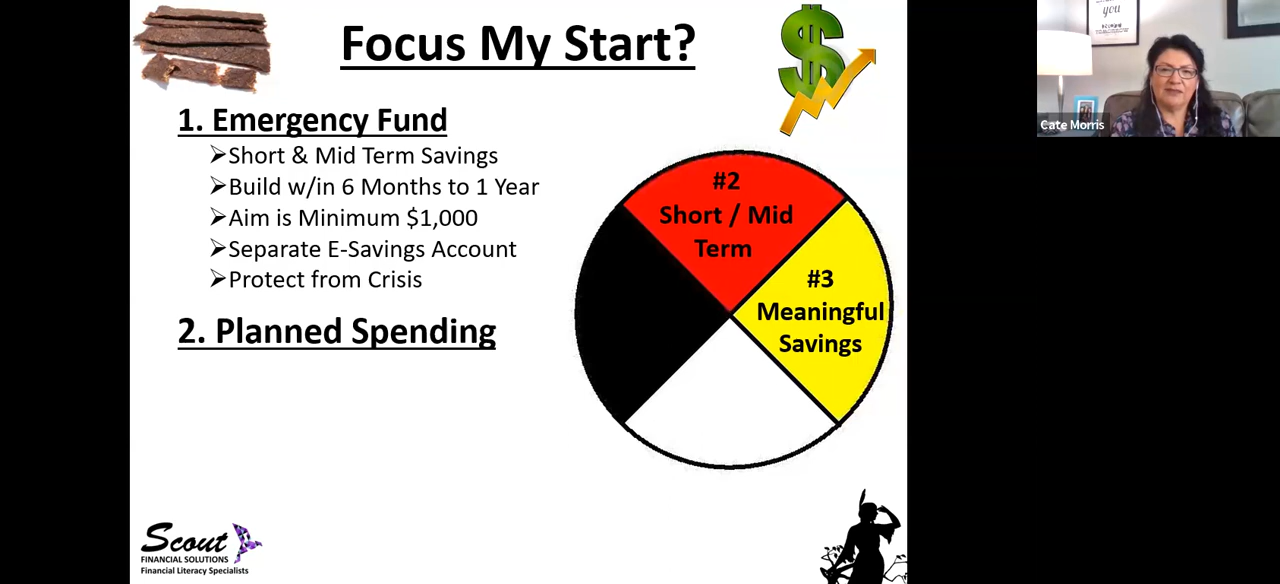 Focus My Start?
1. Emergency Fund
Short & Mid Term Savings
Build w/in 6 Months to 1 Year
Aim is Minimum $1,000
Separate E-Savings Account
Protect from Crisis
2. Planned Spending
#2
Short / Mid
Term
#3
Meaningful
Savings
Scout
FINANCIAL SOLUTIONS
Financial Literacy Specialists
you
Cate Morris